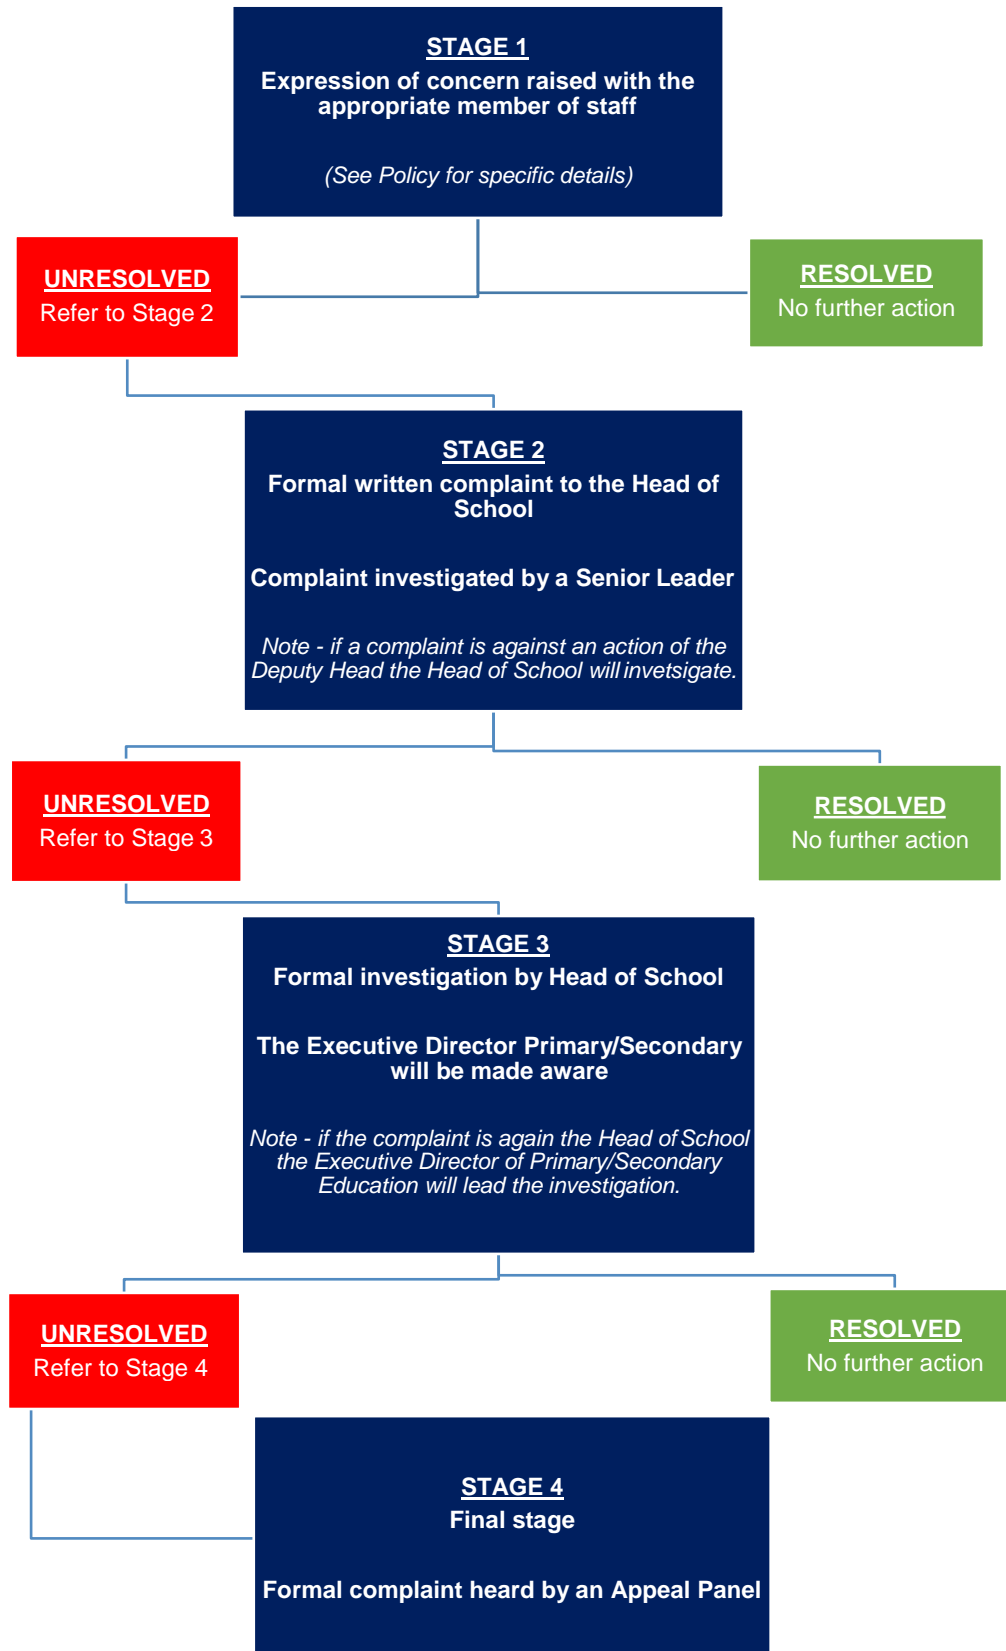 STAGE 1
Expression of concern raised with the
appropriate member of staff
(See Policy for specific details)
UNRESOLVED
Refer to Stage 2
RESOLVED
No further action
STAGE 2
Formal written complaint to the Head of
School
Complaint investigated by a Senior Leader
Note - if a complaint is against an action of the
Deputy Head the Head of School will invetsigate.
UNRESOLVED
Refer to Stage 3
RESOLVED
No further action
STAGE 3
Formal investigation by Head of School
The Executive Director Primary/Secondary
will be made aware
Note - if the complaint is again the Head of School
the Executive Director of Primary/Secondary
Education will lead the investigation.
UNRESOLVED
Refer to Stage 4
RESOLVED
No further action
STAGE 4
Final stage
Formal complaint heard by an Appeal Panel